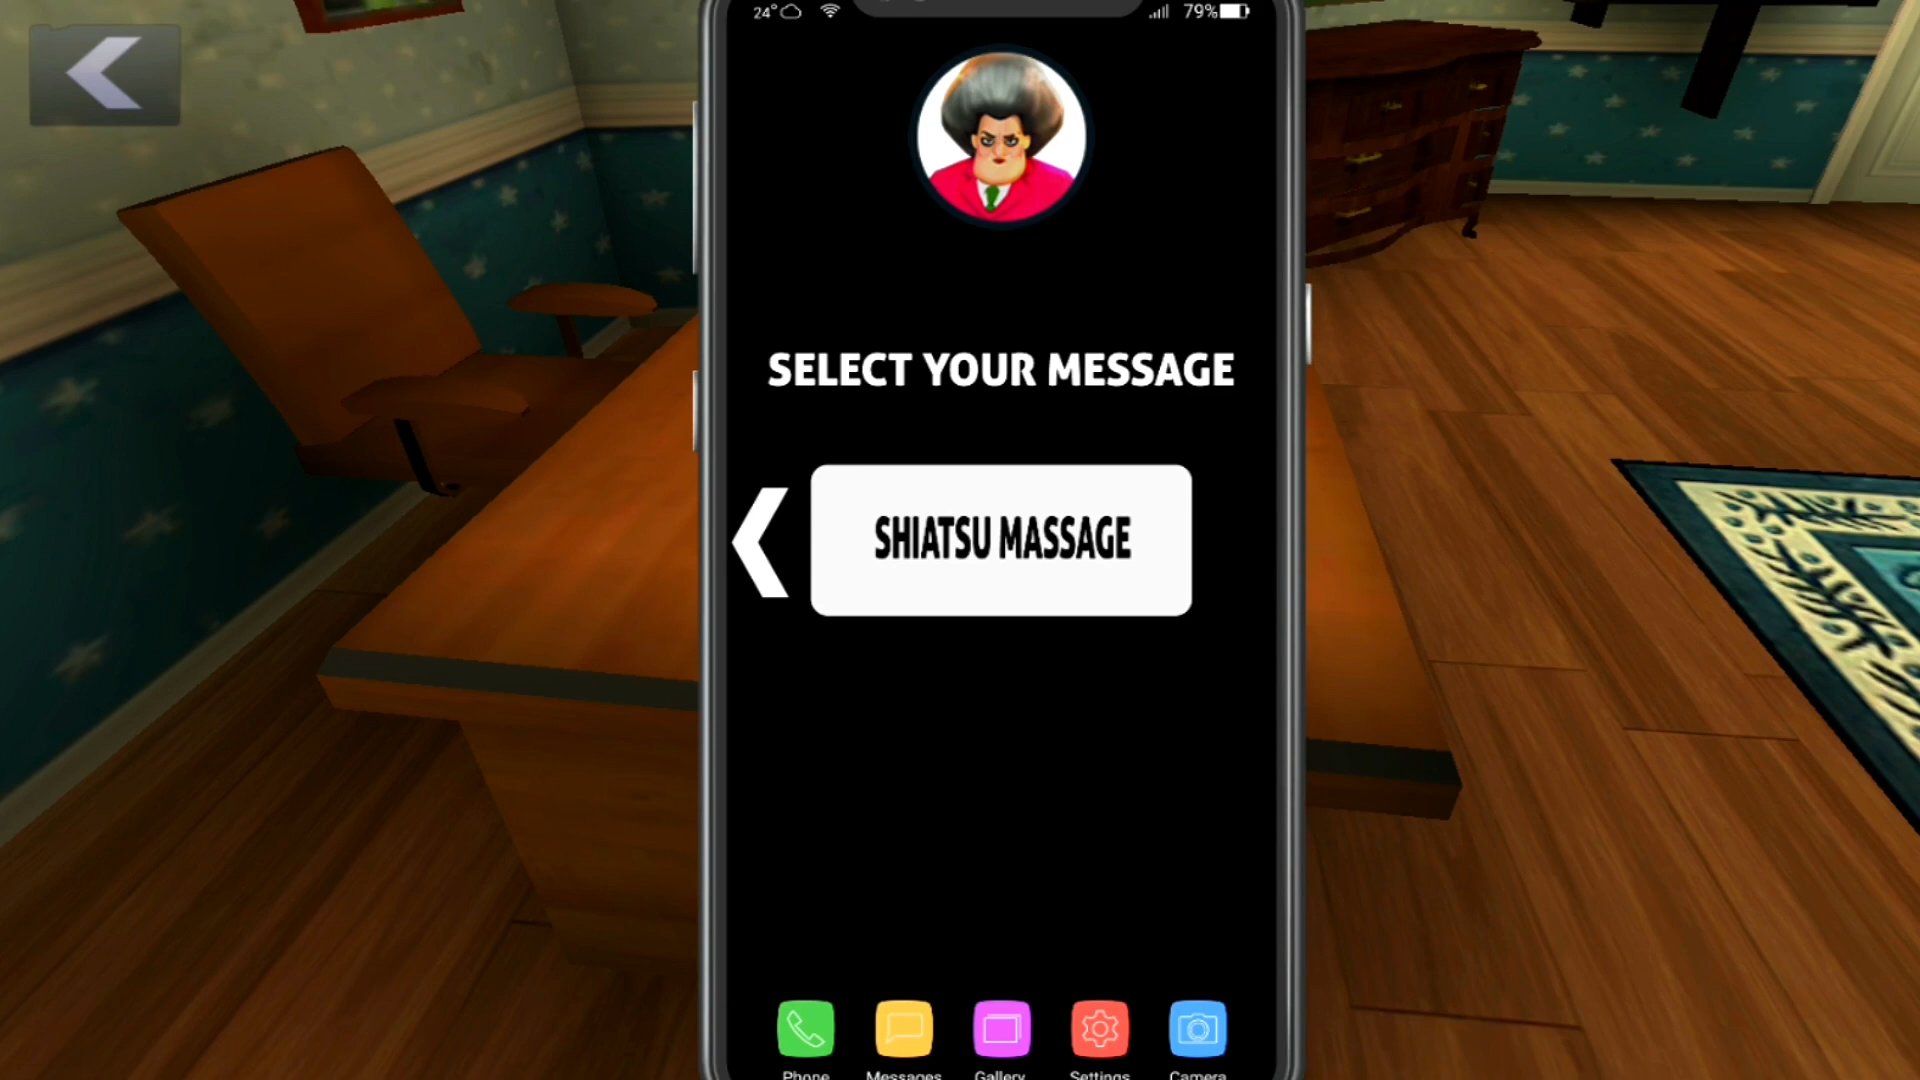 24°
79%
SELECT YOUR MESSAGE
SHIATSU MASSAGE
Phone
Messages
Gallery
Settings
Camera